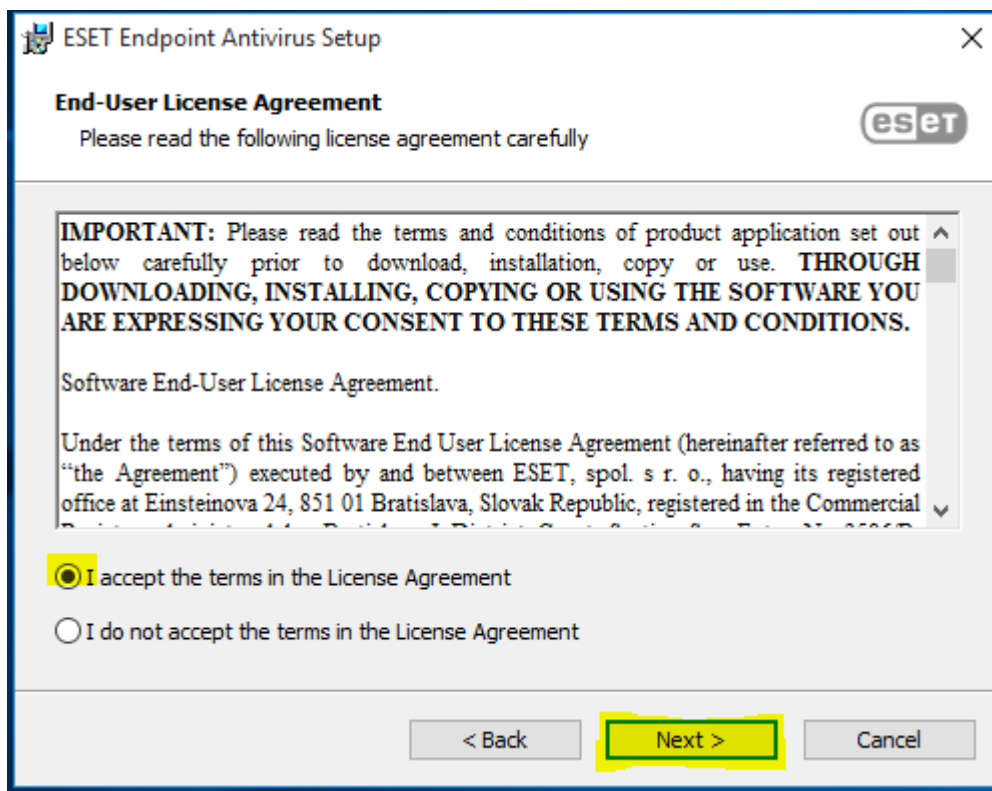 ESET Endpoint Antivirus Setup
End-User License Agreement
Please read the following license agreement carefully
eset
IMPORTANT: Please read the terms and conditions of product application set out
below carefully prior to download, installation, copy or use. THROUGH
DOWNLOADING, INSTALLING, COPYING OR USING THE SOFTWARE YOU
ARE EXPRESSING YOUR CONSENT TO THESE TERMS AND CONDITIONS.
Software End-User License Agreement.
Under the terms of this Software End User License Agreement (hereinafter referred to as
“the Agreement”) executed by and between ESET, spol. s r. o., having its registered
office at Einsteinova 24, 851 01 Bratislava, Slovak Republic, registered in the Commercial
I accept the terms in the License Agreement
I do not accept the terms in the License Agreement
< Back
Next >
Cancel